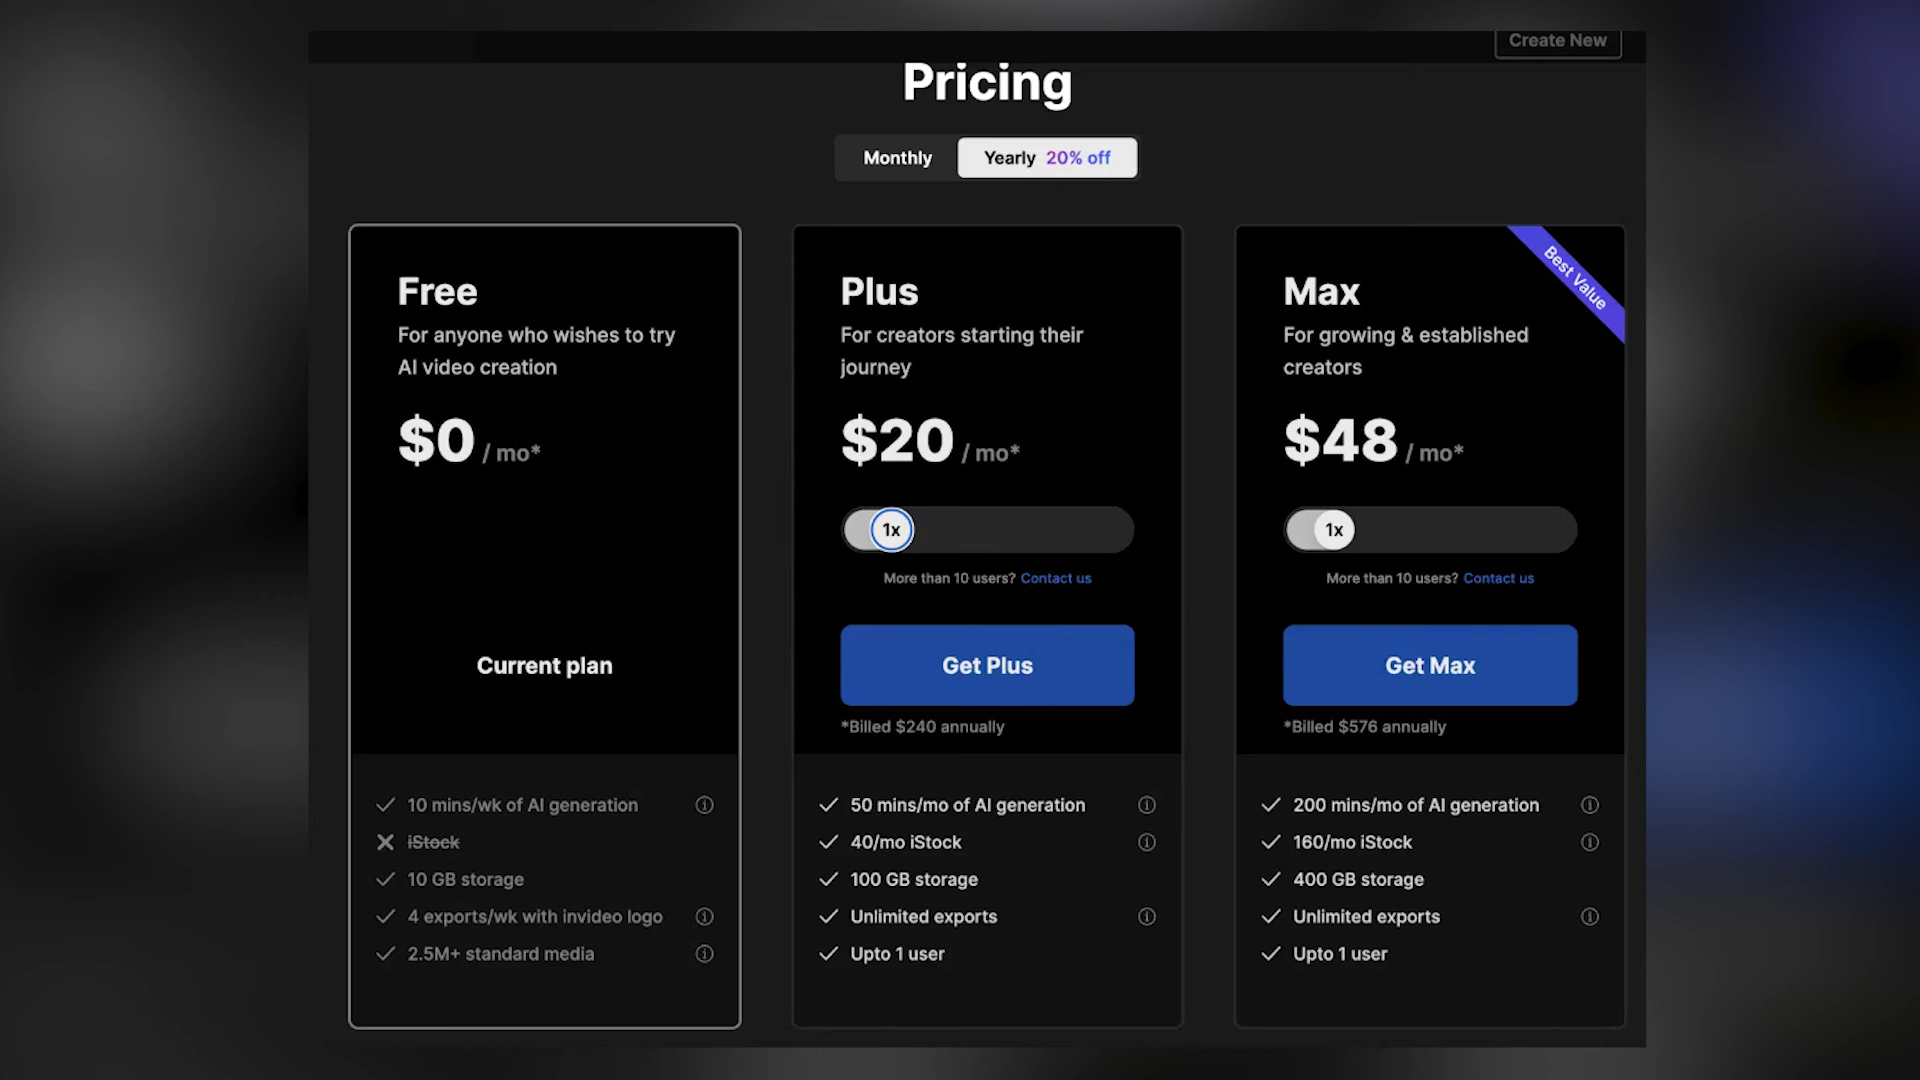 Create New
Pricing
Monthly
Yearly 20% off
Free
For anyone who wishes to try
AI video creation
$0 / mo*
Current plan
10 mins/wk of AI generation
iStock
10 GB storage
4 exports/wk with invideo logo
2.5M+ standard media
Plus
For creators starting their
journey
$20 / mo*
1x
More than 10 users? Contact us
Get Plus
*Billed $240 annually
50 mins/mo of AI generation
40/mo iStock
100 GB storage
Unlimited exports
Upto 1 user
Best Value
Max
For growing & established
creators
$48 / mo*
1x
More than 10 users? Contact us
Get Max
*Billed $576 annually
200 mins/mo of AI generation
160/mo iStock
400 GB storage
Unlimited exports
Upto 1 user